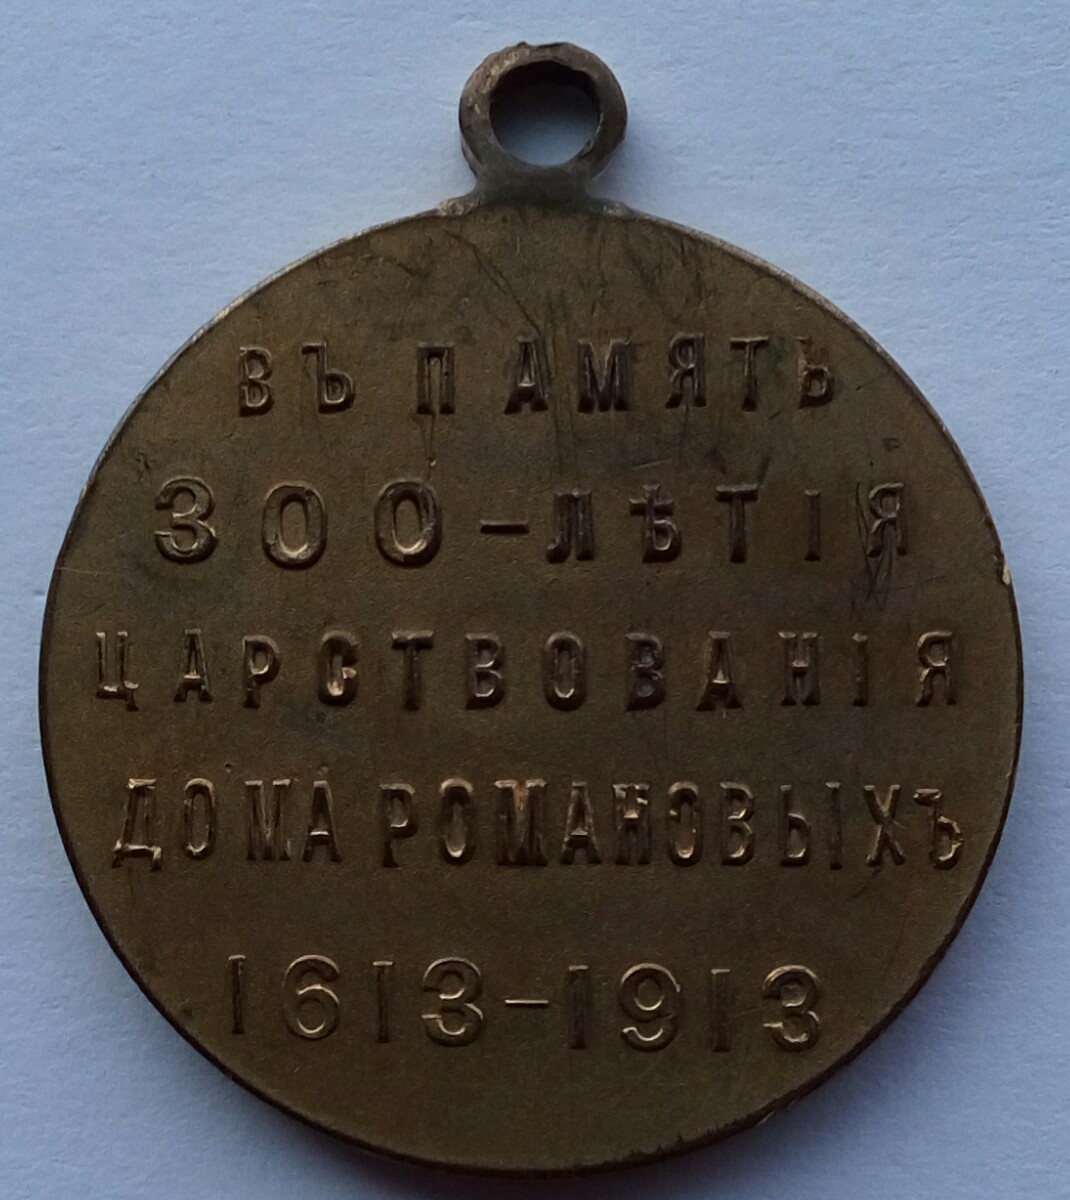 ВЪ ПАМЯТЬ
300-ЛѢТІЯ
ЦАРСТВОВАНІЯ
ДОМА РОМАНОВЫХЪ
1613-1913